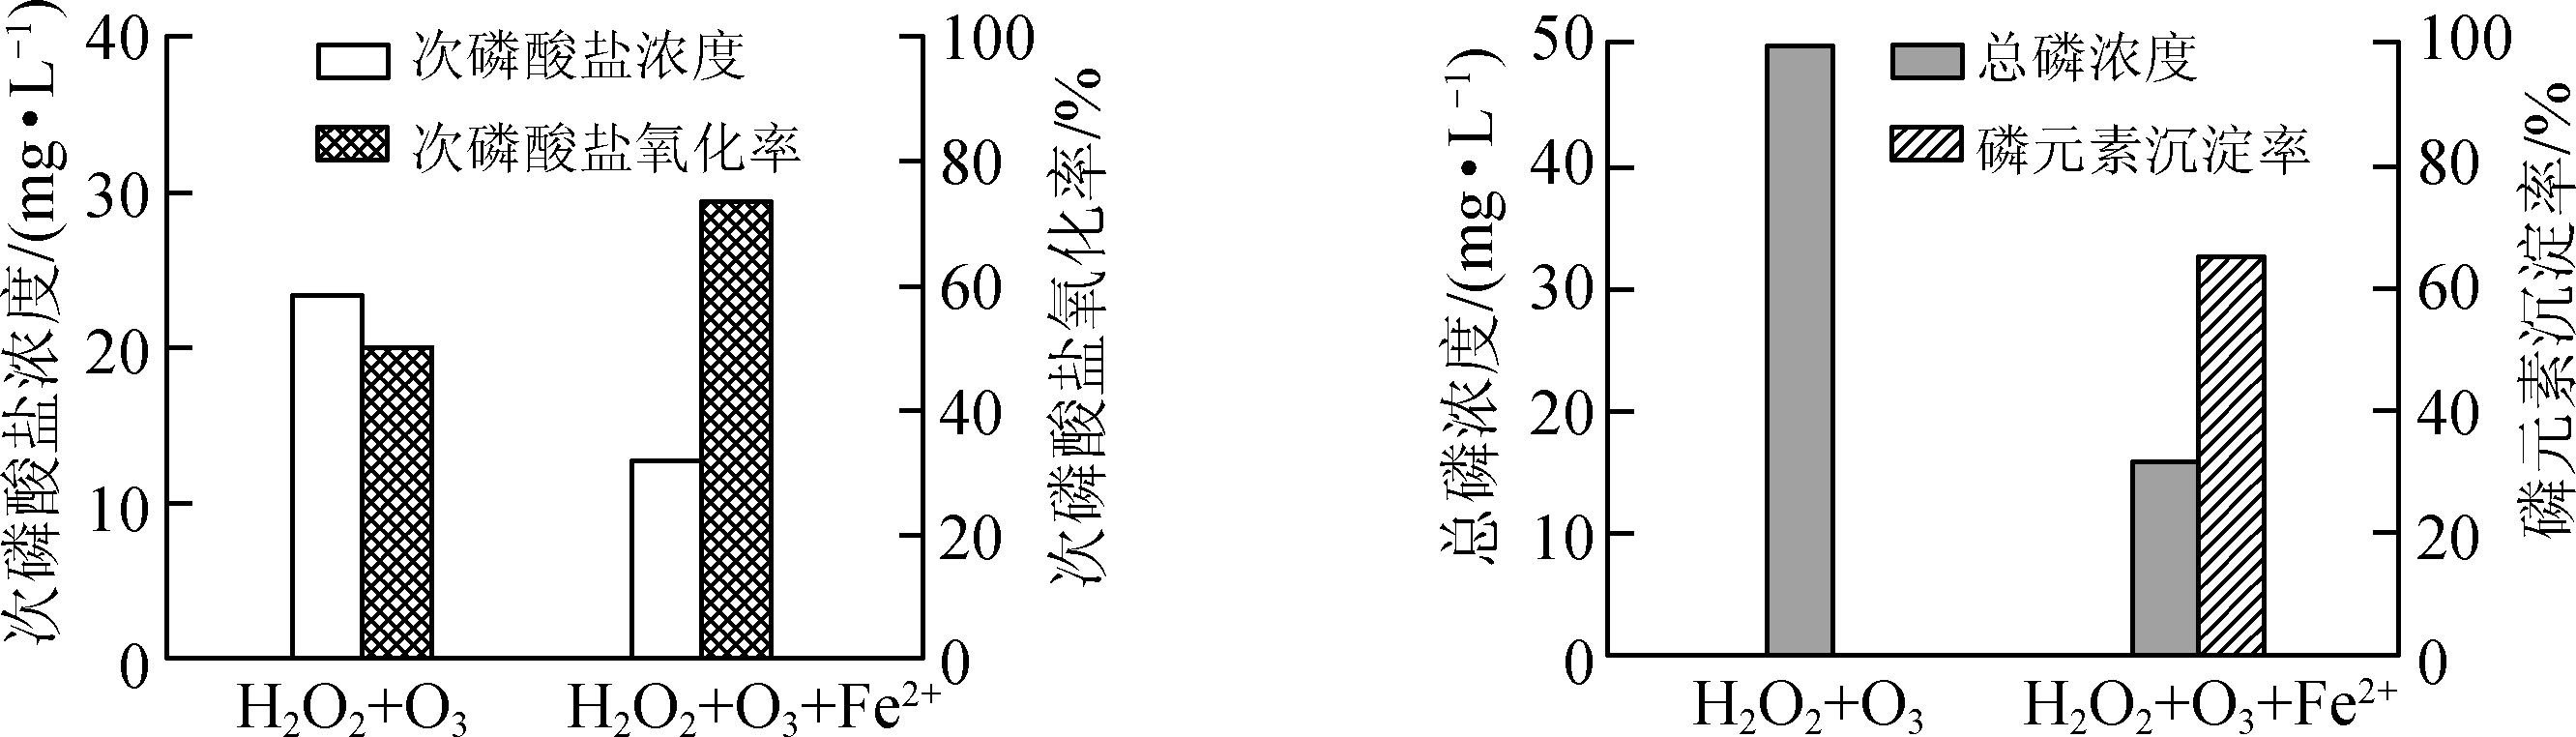 次磷酸盐浓度/(mg·L⁻¹)
40
30
20
10
0
次磷酸盐浓度
次磷酸盐氧化率
100
80
60
40
20
0
次磷酸盐氧化率/%
H₂O₂+O₃
H₂O₂+O₃+Fe²⁺
总磷浓度/(mg·L⁻¹)
50
40
30
20
10
0
总磷浓度
磷元素沉淀率
100
80
60
40
20
0
磷元素沉淀率/%
H₂O₂+O₃
H₂O₂+O₃+Fe²⁺